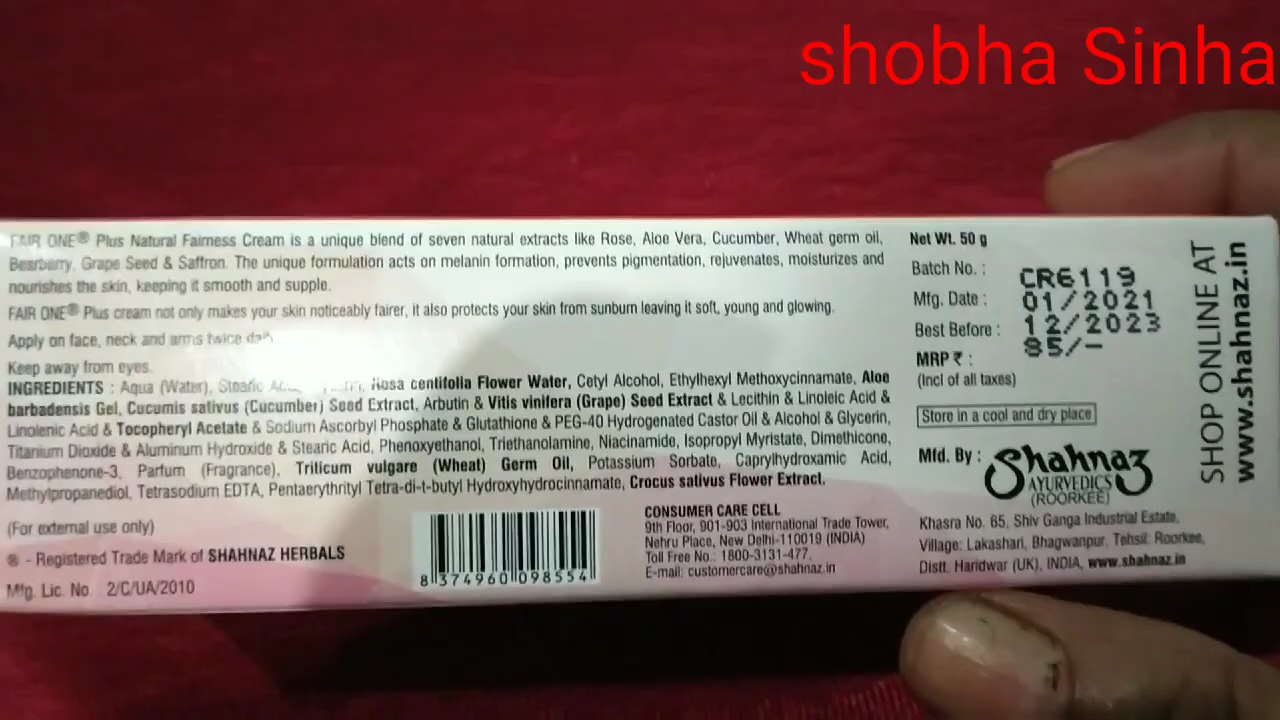 shobha Sinha
FAIR ONE® Plus Natural Fairness Cream is a unique blend of seven natural extracts like Rose, Aloe Vera, Cucumber, Wheat germ oil,
Bearberry, Grape Seed & Saffron. The unique formulation acts on melanin formation, prevents pigmentation, rejuvenates, moisturizes and
nourishes the skin, keeping it smooth and supple.
FAIR ONE® Plus cream not only makes your skin noticeably fairer, it also protects your skin from sunburn leaving it soft, young and glowing.
Apply on face, neck and arms twice
Keep away from eyes.
INGREDIENTS : Aqua (Water), Stearic Rosa centifolia Flower Water, Cetyl Alcohol, Ethylhexyl Methoxycinnamate, Aloe
barbadensis Gel, Cucumis sativus (Cucumber) Seed Extract, Arbutin & Vitis vinifera (Grape) Seed Extract & Lecithin & Linoleic Acid &
Linolenic Acid & Tocopheryl Acetate & Sodium Ascorbyl Phosphate & Glutathione & PEG-40 Hydrogenated Castor Oil & Alcohol & Glycerin,
Titanium Dioxide & Aluminum Hydroxide & Stearic Acid, Phenoxyethanol, Triethanolamine, Niacinamide, Isopropyl Myristate, Dimethicone,
Benzophenone-3, Parfum (Fragrance), Triticum vulgare (Wheat) Germ Oil, Potassium Sorbate, Caprylhydroxamic Acid,
Methylpropanediol, Tetrasodium EDTA, Pentaerythrityl Tetra-di-t-butyl Hydroxyhydrocinnamate, Crocus sativus Flower Extract.
(For external use only)
® - Registered Trade Mark of SHAHNAZ HERBALS
Mfg. Lic. No. 2/C/UA/2010
8 374960 098554
CONSUMER CARE CELL
9th Floor, 901-903 International Trade Tower,
Nehru Place, New Delhi-110019 (INDIA)
Toll Free No.: 1800-3131-477.
E-mail: customercare@shahnaz.in
Net Wt. 50 g
Batch No. : CR6119
Mfg. Date : 01/2021
Best Before : 12/2023
MRP ₹ : 85/-
(Incl of all taxes)
Store in a cool and dry place
Mfd. By : Shahnaz
AYURVEDICS
(ROORKEE)
Khasra No. 65, Shiv Ganga Industrial Estate,
Village: Lakashari, Bhagwanpur, Tehsil: Roorkee,
Distt. Haridwar (UK), INDIA, www.shahnaz.in
SHOP ONLINE AT
www.shahnaz.in